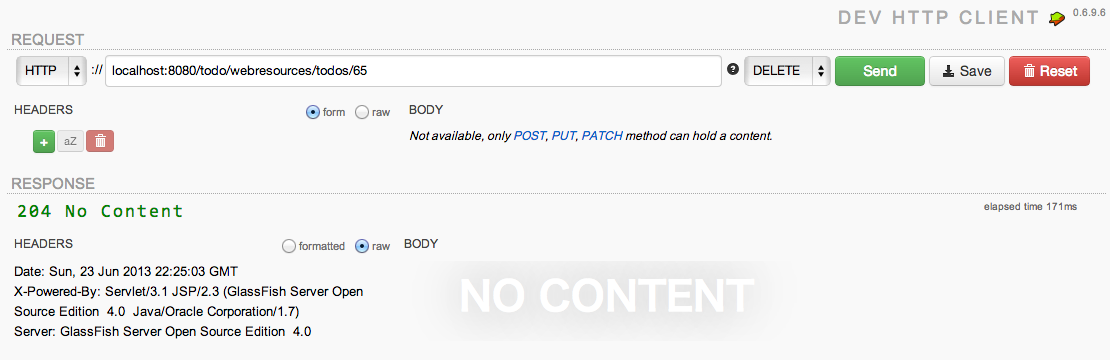 DEV HTTP CLIENT 0.6.9.6
REQUEST
HTTP :// localhost:8080/todo/webresources/todos/65 ? DELETE Send Save Reset
HEADERS form raw BODY
+ aZ Not available, only POST, PUT, PATCH method can hold a content.
RESPONSE
204 No Content elapsed time 171ms
HEADERS formatted raw BODY
Date: Sun, 23 Jun 2013 22:25:03 GMT
X-Powered-By: Servlet/3.1 JSP/2.3 (GlassFish Server Open
Source Edition 4.0 Java/Oracle Corporation/1.7)
Server: GlassFish Server Open Source Edition 4.0
NO CONTENT